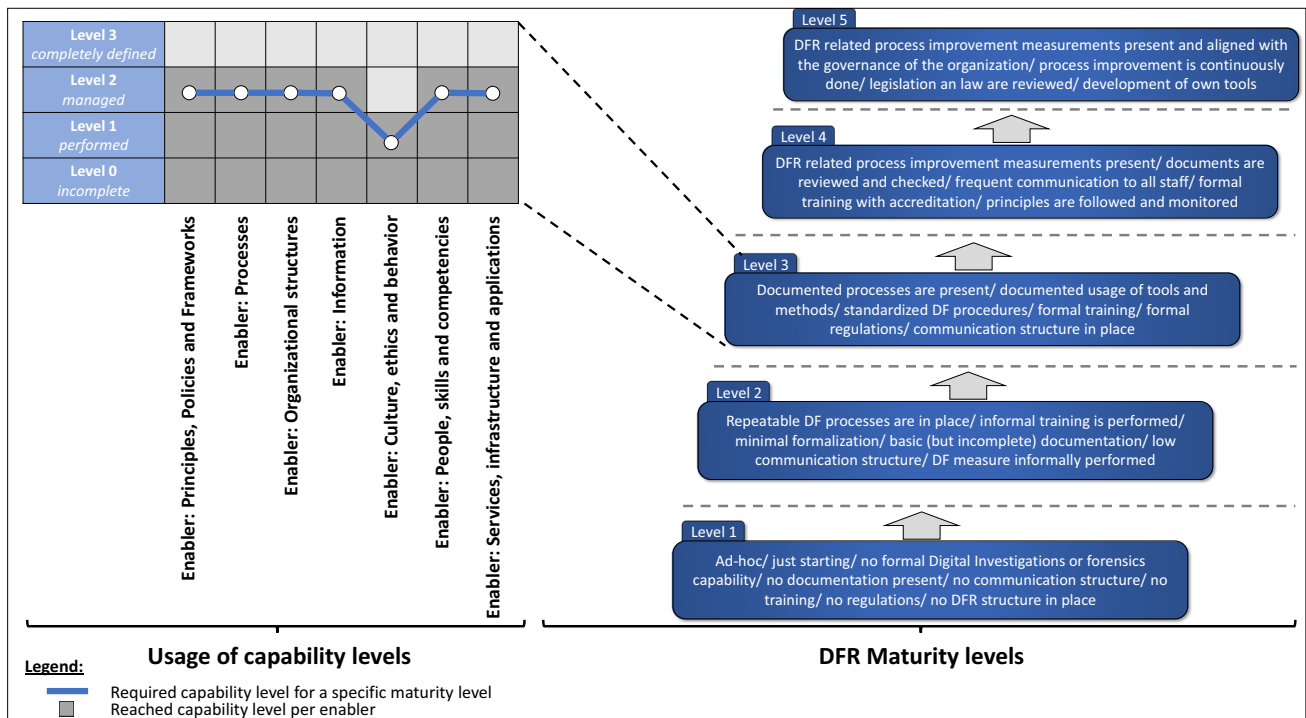 Level 3
completely defined
Level 2
managed
Level 1
performed
Level 0
incomplete
Enabler: Principles, Policies and Frameworks
Enabler: Processes
Enabler: Organizational structures
Enabler: Information
Enabler: Culture, ethics and behavior
Enabler: People, skills and competencies
Enabler: Services, infrastructure and applications
Usage of capability levels
Level 5
DFR related process improvement measurements present and aligned with
the governance of the organization/ process improvement is continuously
done/ legislation an law are reviewed/ development of own tools
Level 4
DFR related process improvement measurements present/ documents are
reviewed and checked/ frequent communication to all staff/ formal
training with accreditation/ principles are followed and monitored
Level 3
Documented processes are present/ documented usage of tools and
methods/ standardized DF procedures/ formal training/ formal
regulations/ communication structure in place
Level 2
Repeatable DF processes are in place/ informal training is performed/
minimal formalization/ basic (but incomplete) documentation/ low
communication structure/ DF measure informally performed
Level 1
Ad-hoc/ just starting/ no formal Digital Investigations or forensics
capability/ no documentation present/ no communication structure/ no
training/ no regulations/ no DFR structure in place
DFR Maturity levels
Legend:
Required capability level for a specific maturity level
Reached capability level per enabler